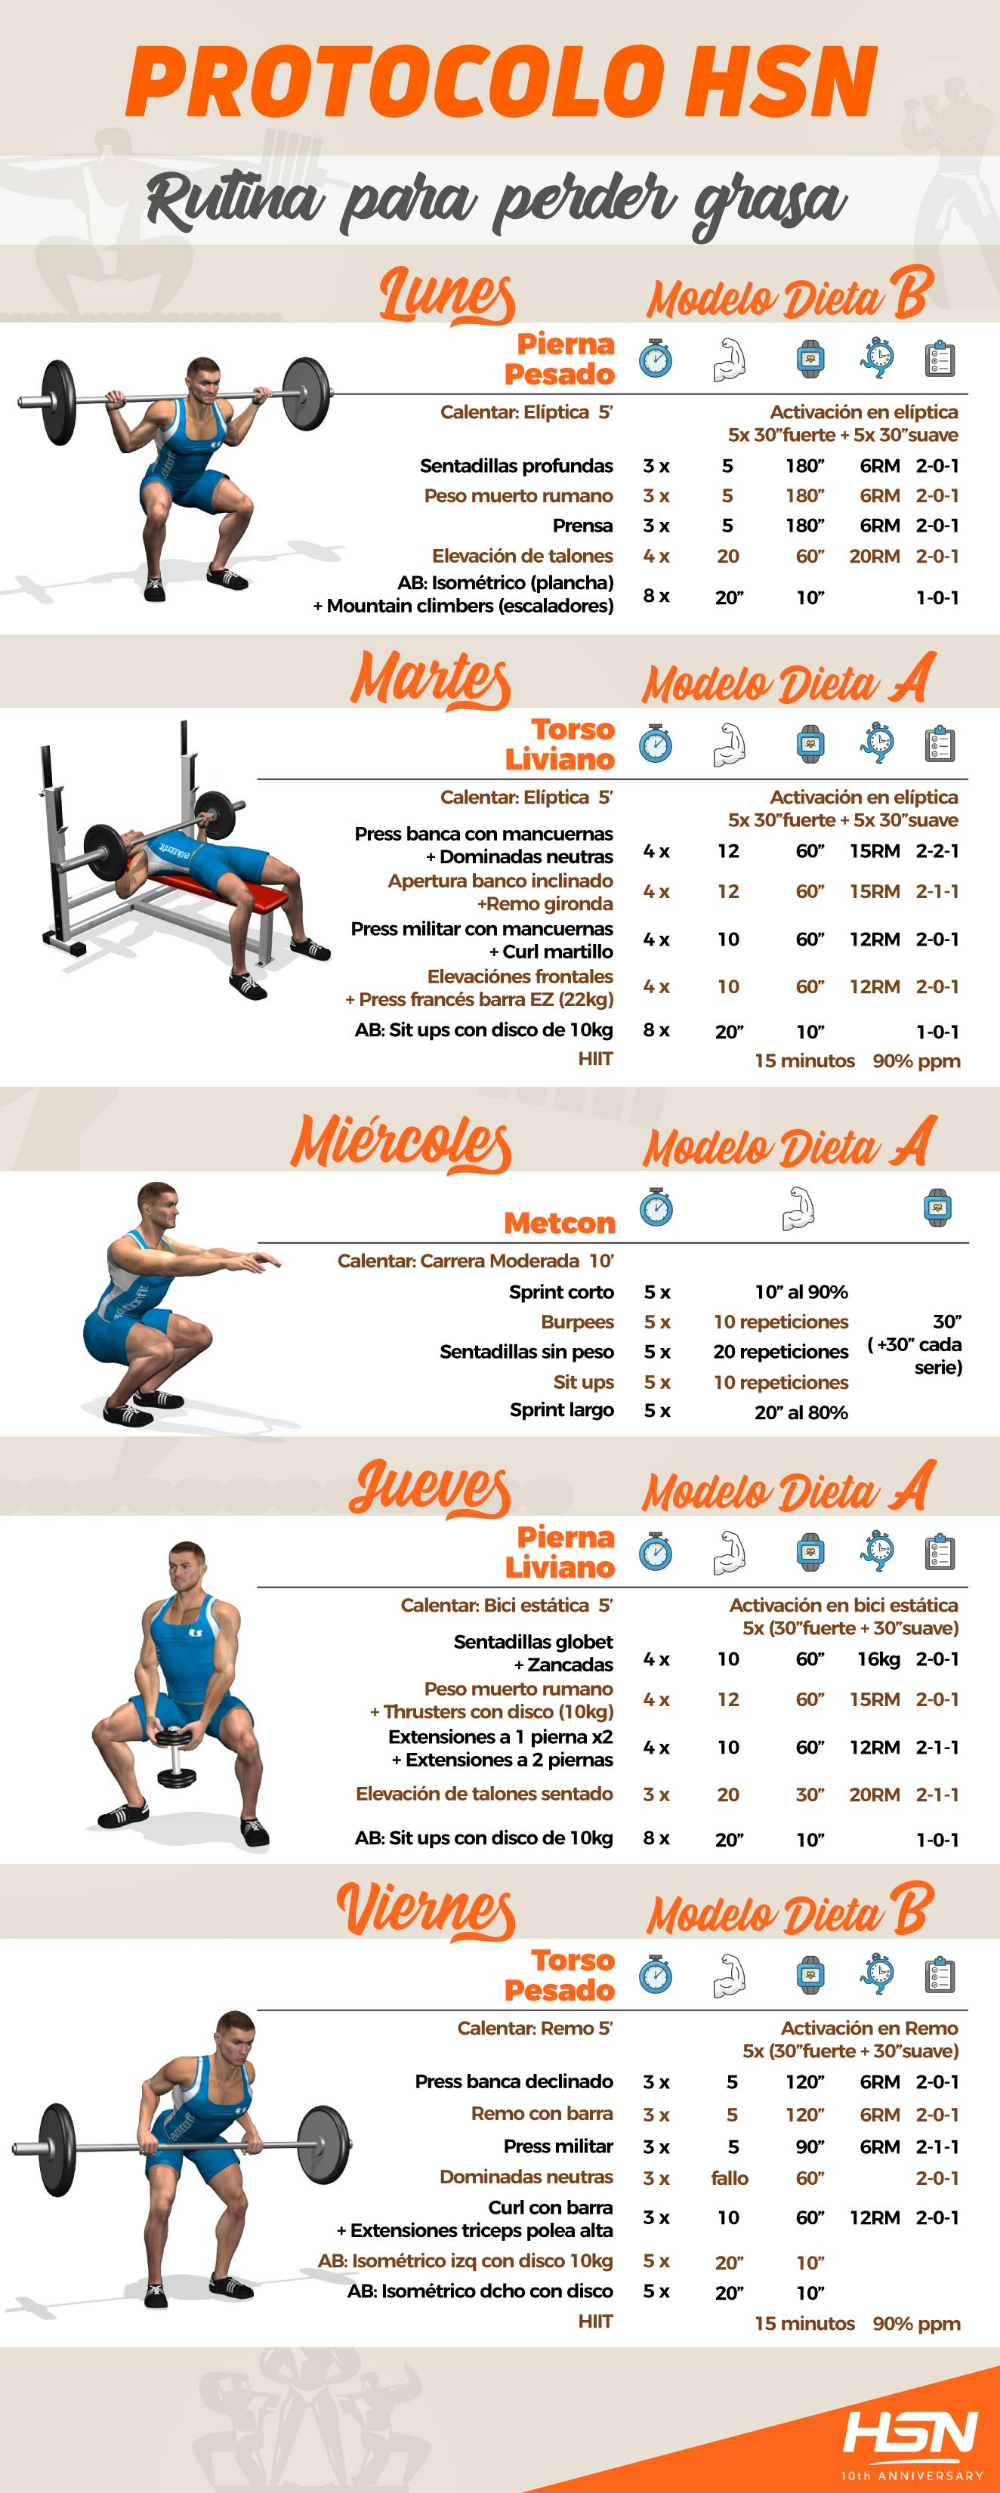 PROTOCOLO HSN
Rutina para perder grasa
Lunes Modelo Dieta B
Pierna
Pesado
Calentar: Elíptica 5' Activación en elíptica
5x 30"fuerte + 5x 30"suave
Sentadillas profundas 3 x 5 180" 6RM 2-0-1
Peso muerto rumano 3 x 5 180" 6RM 2-0-1
Prensa 3 x 5 180" 6RM 2-0-1
Elevación de talones 4 x 20 60" 20RM 2-0-1
AB: Isométrico (plancha)
+ Mountain climbers (escaladores) 8 x 20" 10" 1-0-1
Martes Modelo Dieta A
Torso
Liviano
Calentar: Elíptica 5' Activación en elíptica
5x 30"fuerte + 5x 30"suave
Press banca con mancuernas
+ Dominadas neutras 4 x 12 60" 15RM 2-2-1
Apertura banco inclinado
+Remo gironda 4 x 12 60" 15RM 2-1-1
Press militar con mancuernas
+ Curl martillo 4 x 10 60" 12RM 2-0-1
Elevaciónes frontales
+ Press francés barra EZ (22kg) 4 x 10 60" 12RM 2-0-1
AB: Sit ups con disco de 10kg 8 x 20" 10" 1-0-1
HIIT 15 minutos 90% ppm
Miércoles Modelo Dieta A
Metcon
Calentar: Carrera Moderada 10'
Sprint corto 5 x 10" al 90%
Burpees 5 x 10 repeticiones 30"
Sentadillas sin peso 5 x 20 repeticiones ( +30" cada
serie)
Sit ups 5 x 10 repeticiones
Sprint largo 5 x 20" al 80%
Jueves Modelo Dieta A
Pierna
Liviano
Calentar: Bici estática 5' Activación en bici estática
5x (30"fuerte + 30"suave)
Sentadillas globet
+ Zancadas 4 x 10 60" 16kg 2-0-1
Peso muerto rumano
+ Thrusters con disco (10kg) 4 x 12 60" 15RM 2-0-1
Extensiones a 1 pierna x2
+ Extensiones a 2 piernas 4 x 10 60" 12RM 2-1-1
Elevación de talones sentado 3 x 20 30" 20RM 2-1-1
AB: Sit ups con disco de 10kg 8 x 20" 10" 1-0-1
Viernes Modelo Dieta B
Torso
Pesado
Calentar: Remo 5' Activación en Remo
5x (30"fuerte + 30"suave)
Press banca declinado 3 x 5 120" 6RM 2-0-1
Remo con barra 3 x 5 120" 6RM 2-0-1
Press militar 3 x 5 90" 6RM 2-1-1
Dominadas neutras 3 x fallo 60" 2-0-1
Curl con barra
+ Extensiones triceps polea alta 3 x 10 60" 12RM 2-0-1
AB: Isométrico izq con disco 10kg 5 x 20" 10"
AB: Isométrico dcho con disco 5 x 20" 10"
HIIT 15 minutos 90% ppm
HSN
10th ANNIVERSARY